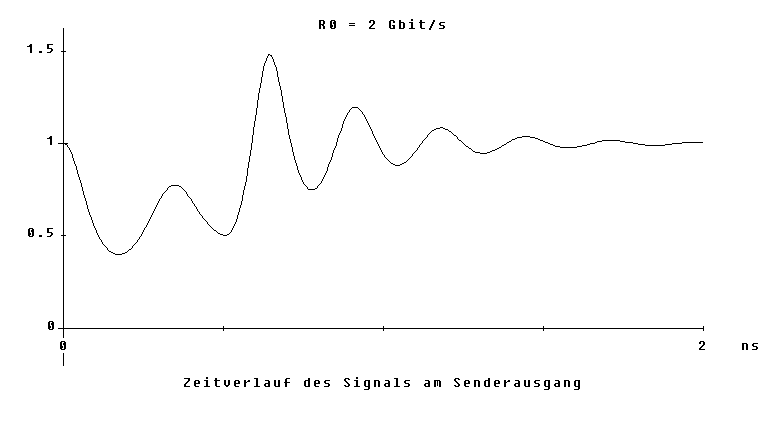 R0 = 2 Gbit/s
1.5
1
0.5
0
0 2 ns
Zeitverlauf des Signals am Senderausgang